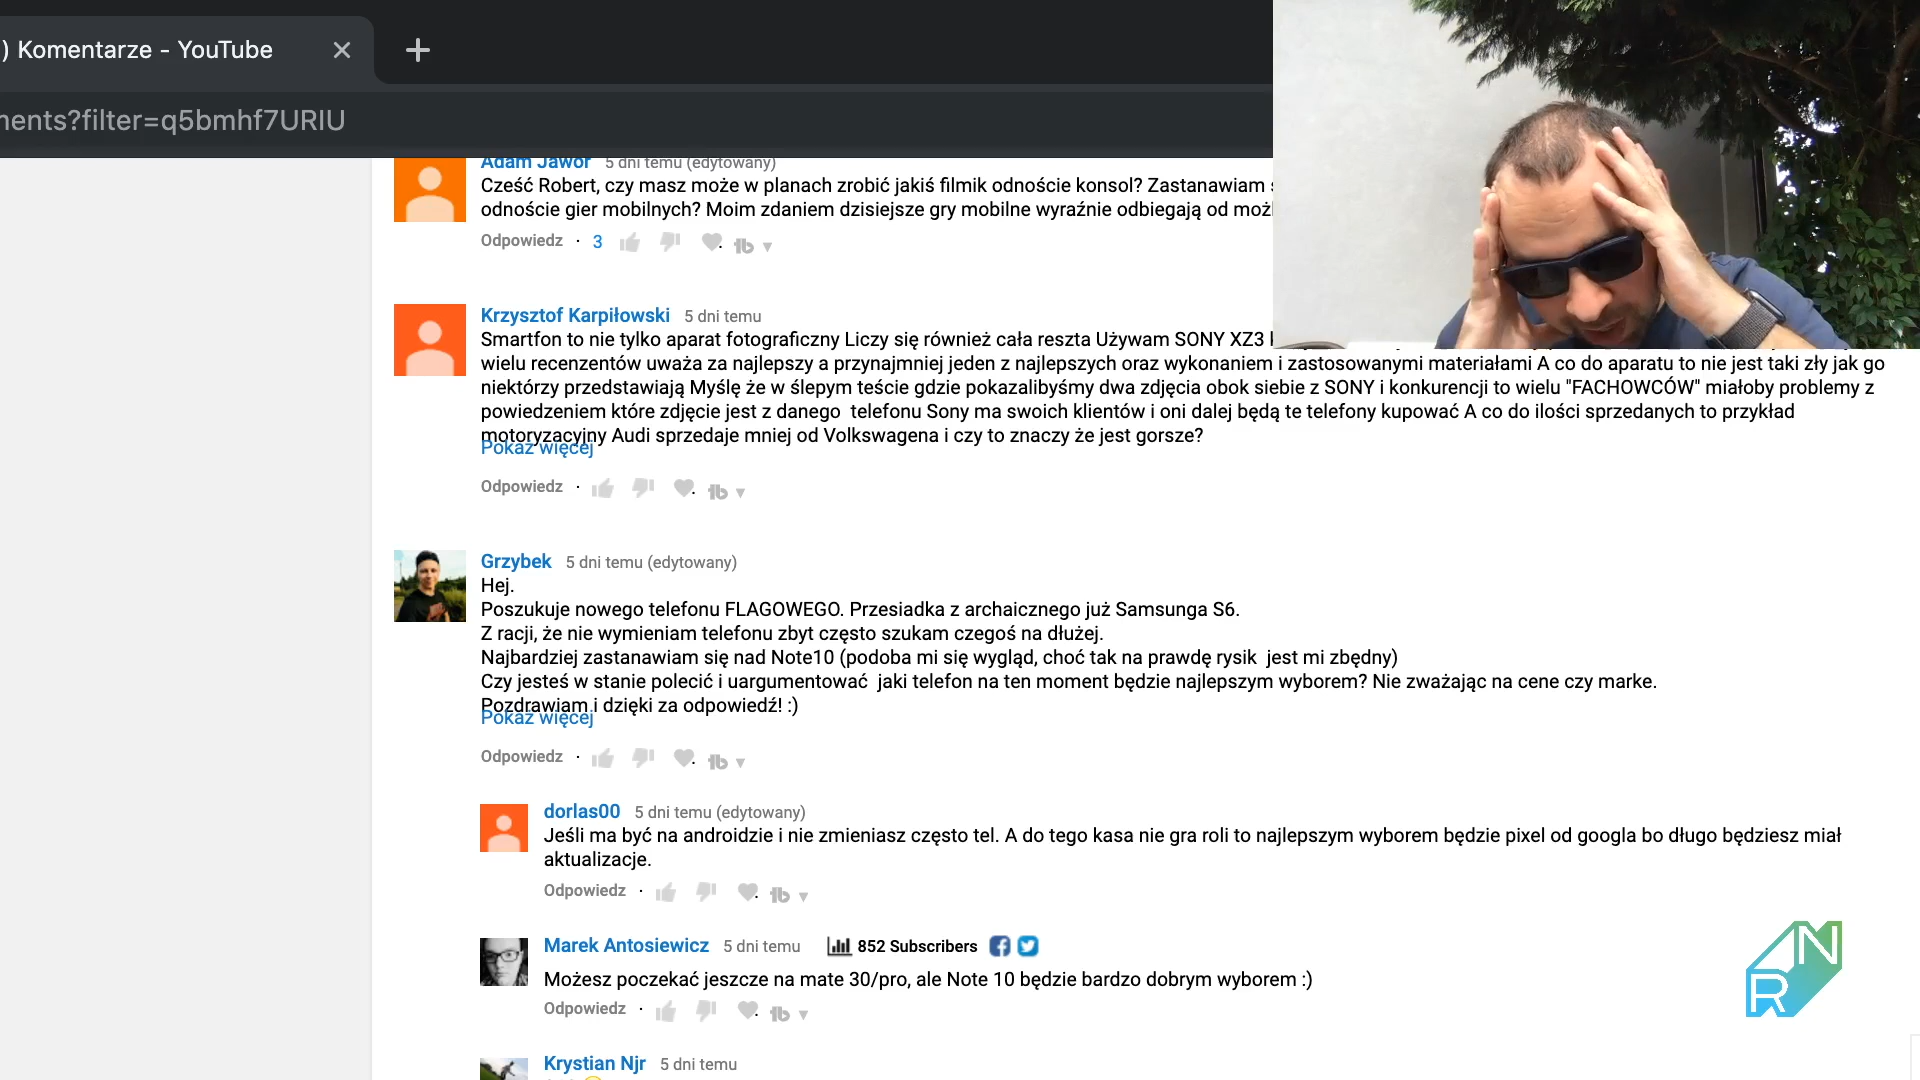 ) Komentarze - YouTube
nents?filter=q5bmhf7URIU
Adam Jawor 5 dni temu (edytowany)
Cześć Robert, czy masz może w planach zrobić jakiś filmik odnoście konsol? Zastanawiam
odnoście gier mobilnych? Moim zdaniem dzisiejsze gry mobilne wyraźnie odbiegają od
Odpowiedz · 3
Krzysztof Karpiłowski 5 dni temu
Smartfon to nie tylko aparat fotograficzny Liczy się również cała reszta Używam SONY XZ3
wielu recenzentów uważa za najlepszy a przynajmniej jeden z najlepszych oraz wykonaniem i zastosowanymi materiałami A co do aparatu to nie jest taki zły jak go
niektórzy przedstawiają Myślę że w ślepym teście gdzie pokazalibyśmy dwa zdjęcia obok siebie z SONY i konkurencji to wielu "FACHOWCÓW" miałoby problemy z
powiedzeniem które zdjęcie jest z danego telefonu Sony ma swoich klientów i oni dalej będą te telefony kupować A co do ilości sprzedanych to przykład
motoryzacyjny Audi sprzedaje mniej od Volkswagena i czy to znaczy że jest gorsze?
Pokaż więcej
Odpowiedz ·
Grzybek 5 dni temu (edytowany)
Hej.
Poszukuje nowego telefonu FLAGOWEGO. Przesiadka z archaicznego już Samsunga S6.
Z racji, że nie wymieniam telefonu zbyt często szukam czegoś na dłużej.
Najbardziej zastanawiam się nad Note10 (podoba mi się wygląd, choć tak na prawdę rysik jest mi zbędny)
Czy jesteś w stanie polecić i uargumentować jaki telefon na ten moment będzie najlepszym wyborem? Nie zważając na cene czy marke.
Pozdrawiam i dzięki za odpowiedź! :)
Pokaż więcej
Odpowiedz ·
dorlas00 5 dni temu (edytowany)
Jeśli ma być na androidzie i nie zmieniasz często tel. A do tego kasa nie gra roli to najlepszym wyborem będzie pixel od googla bo długo będziesz miał
aktualizacje.
Odpowiedz ·
Marek Antosiewicz 5 dni temu 852 Subscribers
Możesz poczekać jeszcze na mate 30/pro, ale Note 10 będzie bardzo dobrym wyborem :)
Odpowiedz ·
Krystian Njr 5 dni temu
RN